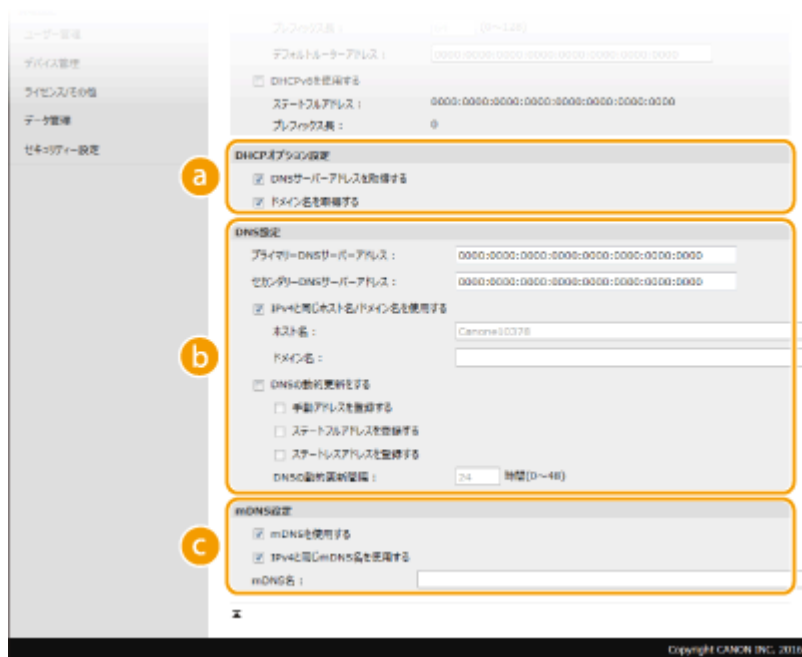 ユーザー管理
プレフィックス長： (0～128)
デバイス管理
デフォルトルーターアドレス： 0000:0000:0000:0000:0000:0000:0000:0000
ライセンス/その他
DHCPv6を使用する
ステートフルアドレス： 0000:0000:0000:0000:0000:0000:0000:0000
データ管理
プレフィックス長： 0
セキュリティー設定
a
DHCPオプション設定
DNSサーバーアドレスを取得する
ドメイン名を取得する
b
DNS設定
プライマリーDNSサーバーアドレス： 0000:0000:0000:0000:0000:0000:0000:0000
セカンダリーDNSサーバーアドレス： 0000:0000:0000:0000:0000:0000:0000:0000
IPv4と同じホスト名/ドメイン名を使用する
ホスト名： Canone10378
ドメイン名：
DNSの動的更新をする
手動アドレスを登録する
ステートフルアドレスを登録する
ステートレスアドレスを登録する
DNSの動的更新間隔： 24 時間(0～48)
c
mDNS設定
mDNSを使用する
IPv4と同じmDNS名を使用する
mDNS名：
Copyright CANON INC. 2016